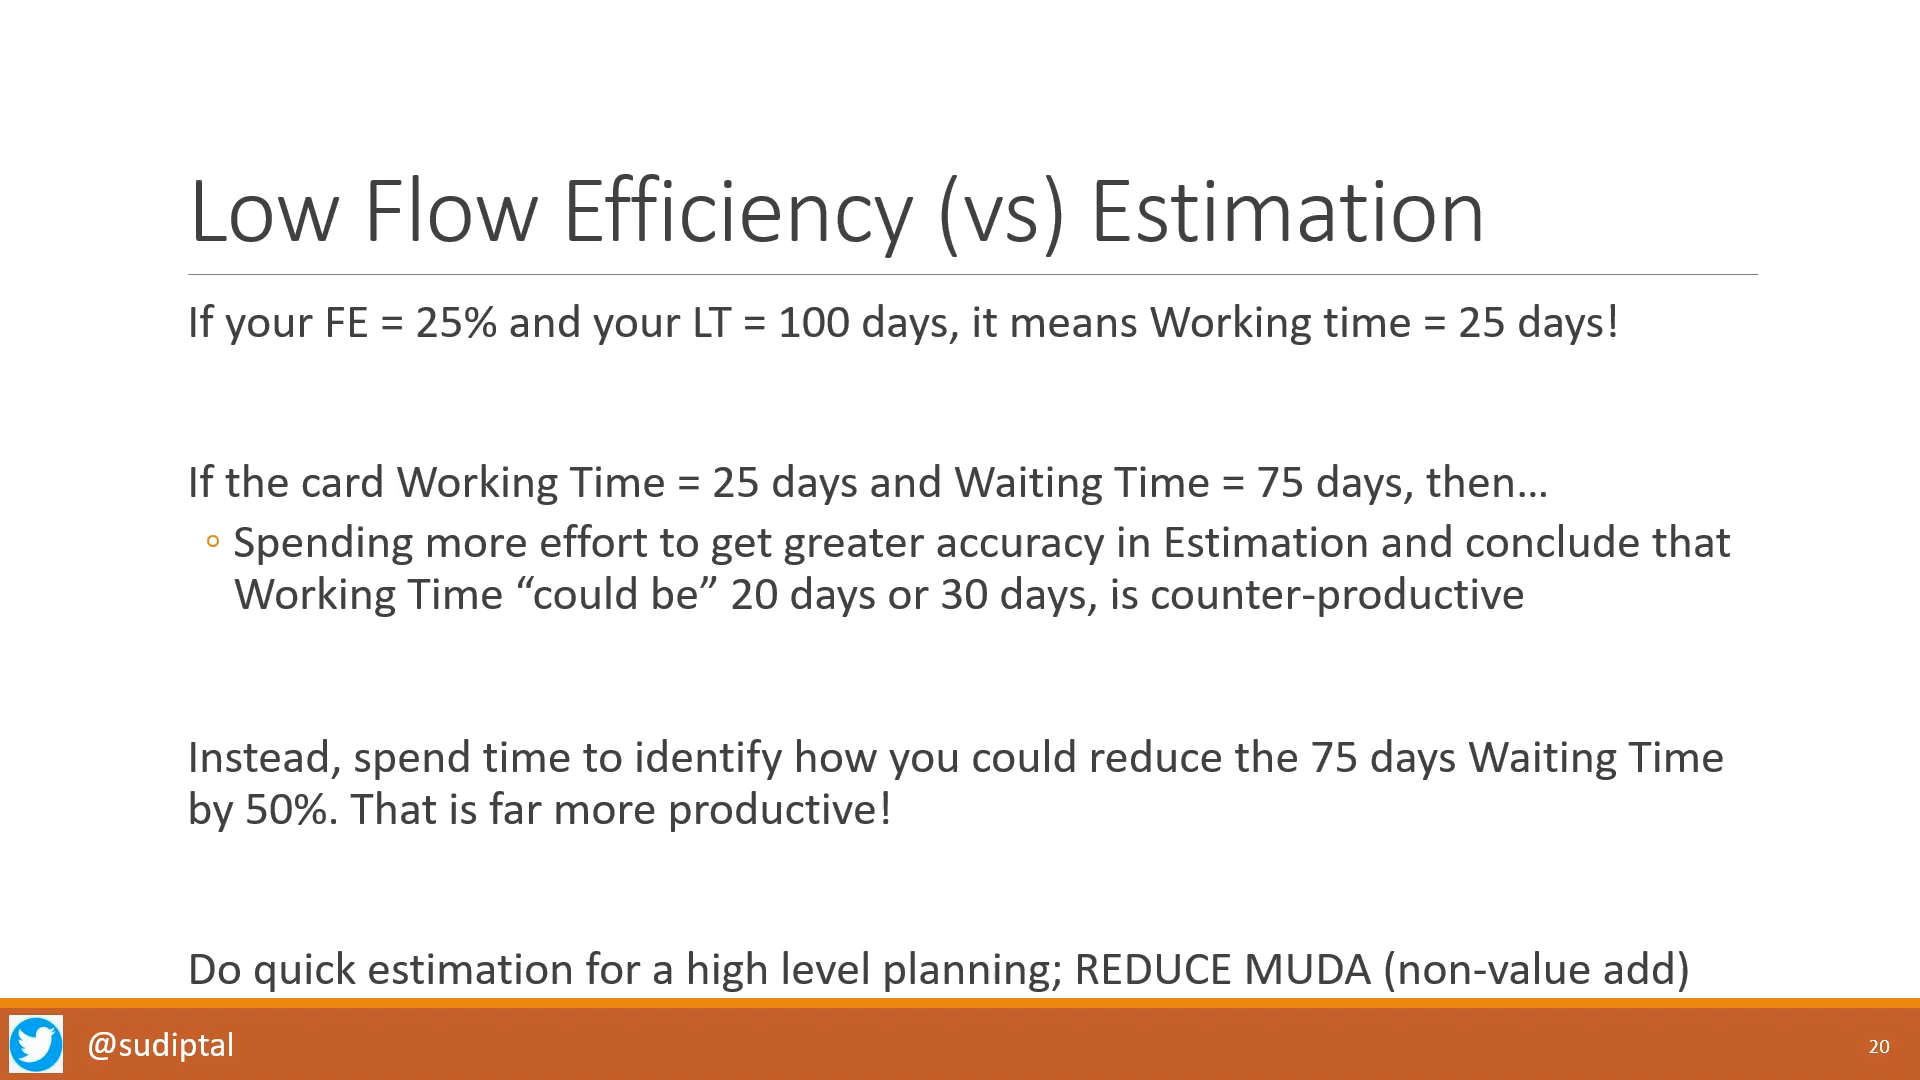 Low Flow Efficiency (vs) Estimation
If your FE = 25% and your LT = 100 days, it means Working time = 25 days!
If the card Working Time = 25 days and Waiting Time = 75 days, then…
◦ Spending more effort to get greater accuracy in Estimation and conclude that
Working Time “could be” 20 days or 30 days, is counter-productive
Instead, spend time to identify how you could reduce the 75 days Waiting Time
by 50%. That is far more productive!
Do quick estimation for a high level planning; REDUCE MUDA (non-value add)
@sudiptal
20